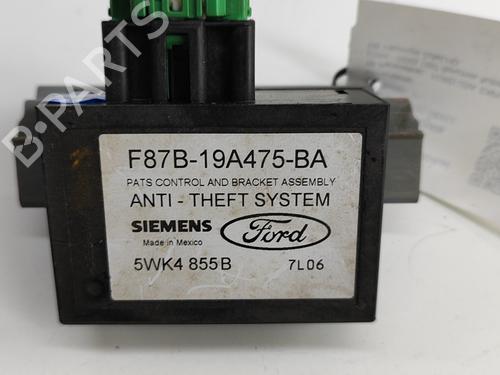 F87B-19A475-BA
PATS CONTROL AND BRACKET ASSEMBLY
ANTI - THEFT SYSTEM
SIEMENS
Made in Mexico
Ford
5WK4 855B
7L06